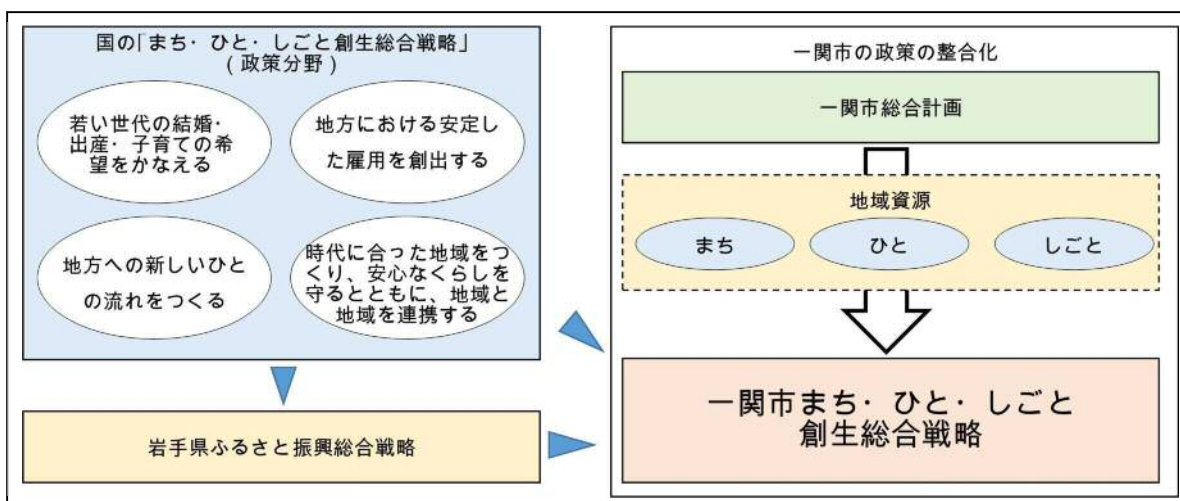 国の「まち・ひと・しごと創生総合戦略」
(政策分野)
若い世代の結婚・
出産・子育ての希
望をかなえる
地方における安定し
た雇用を創出する
地方への新しいひと
の流れをつくる
時代に合った地域をつ
くり、安心なくらしを
守るとともに、地域と
地域を連携する
岩手県ふるさと振興総合戦略
一関市の政策の整合化
一関市総合計画
地域資源
まち
ひと
しごと
一関市まち・ひと・しごと
創生総合戦略